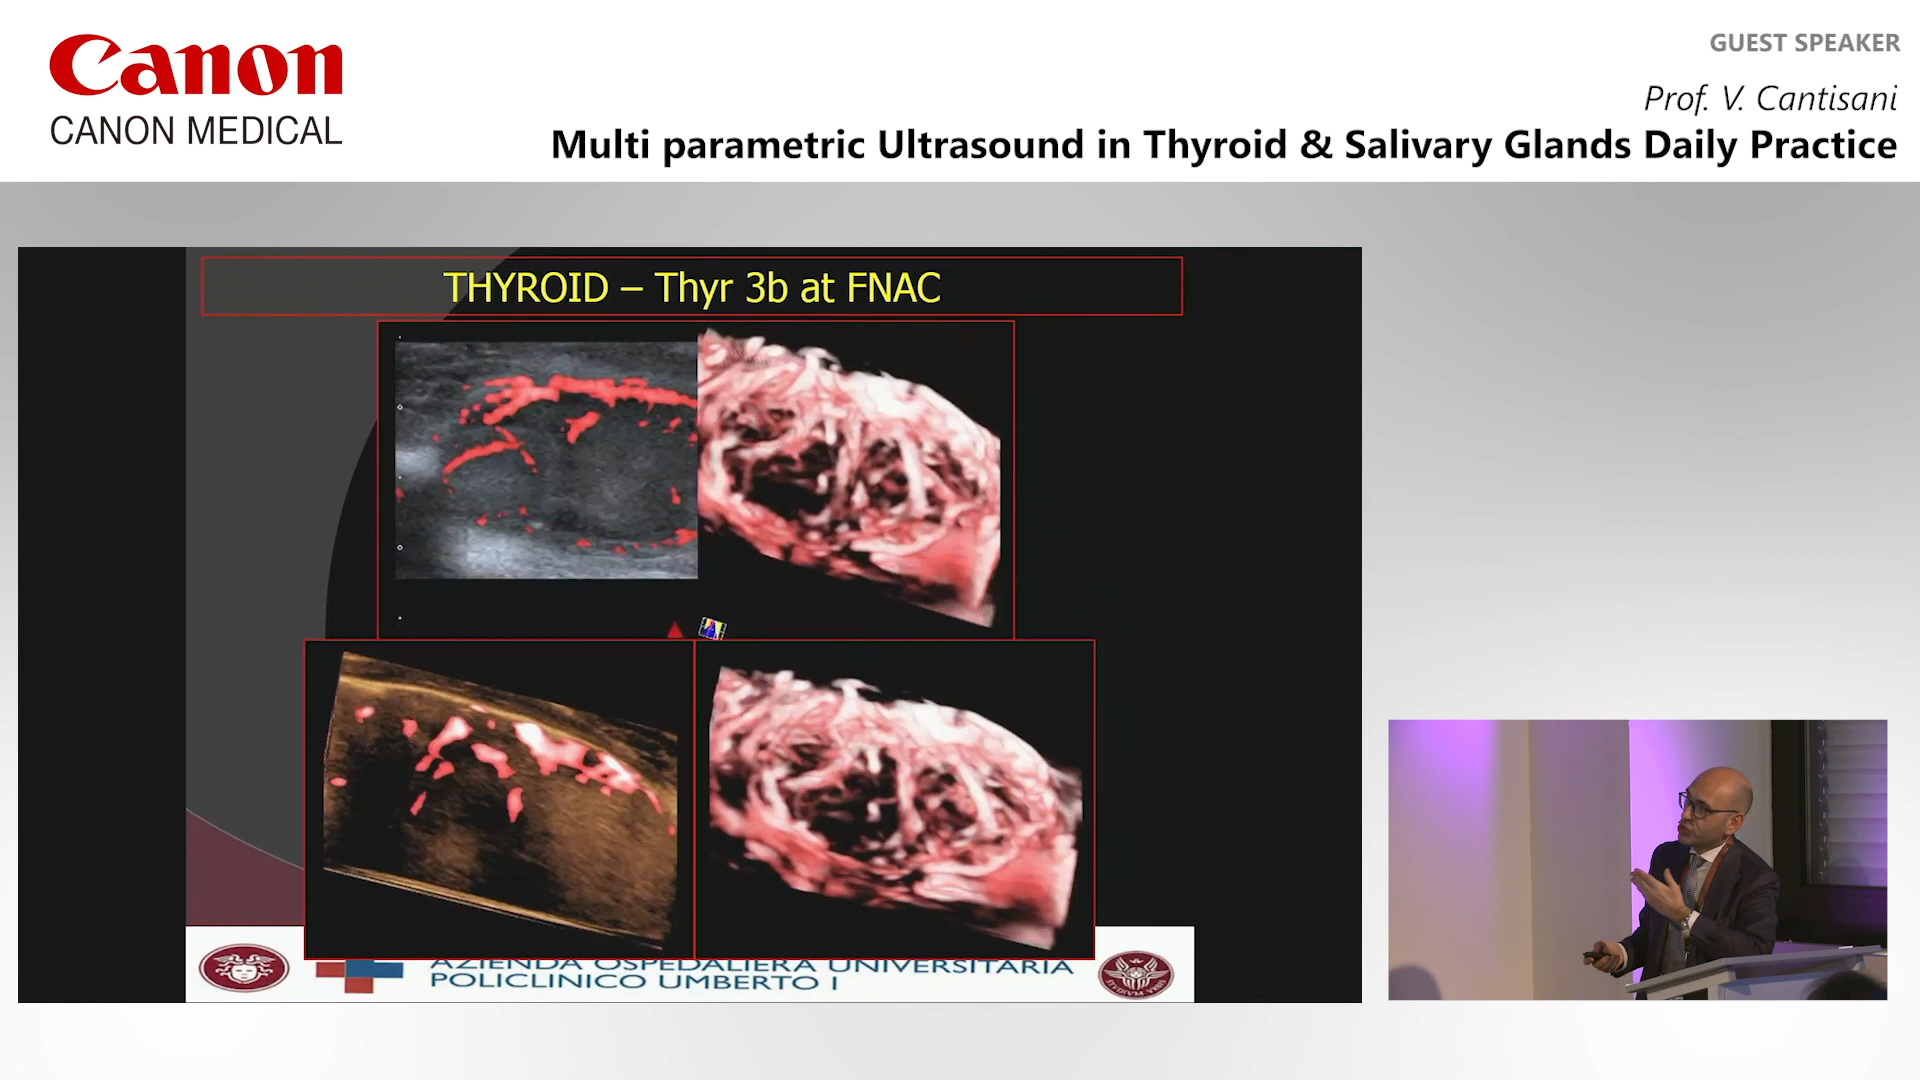 Canon
CANON MEDICAL
GUEST SPEAKER
Prof. V. Cantisani
Multi parametric Ultrasound in Thyroid & Salivary Glands Daily Practice
THYROID – Thyr 3b at FNAC
AZIENDA OSPEDALIERA UNIVERSITARIA
POLICLINICO UMBERTO I